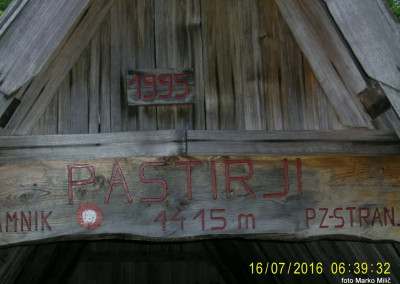 1995
PASTIRJI
AMNIK 1415 m PZ-STRAN
16/07/2016 06:39:32
foto Marko Milič